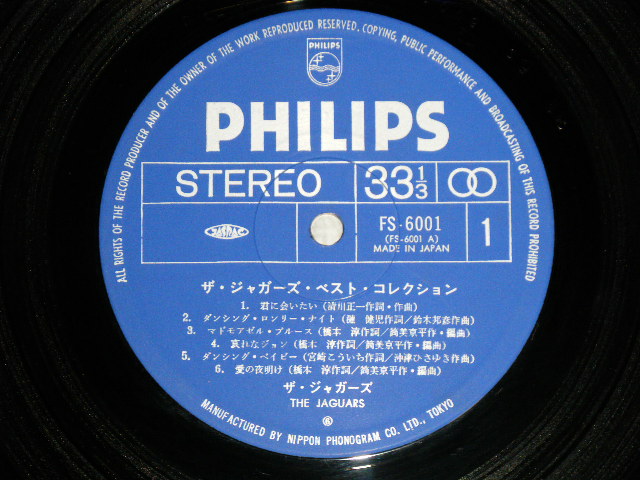 ALL RIGHTS OF THE RECORD PRODUCER AND OF THE OWNER OF THE WORK REPRODUCED RESERVED. COPYING, PUBLIC PERFORMANCE AND BROADCASTING OF THIS RECORD PROHIBITED
PHILIPS
PHILIPS
STEREO
33 1/3
FS-6001
(FS-6001 A)
MADE IN JAPAN
1
JASRAC
ザ・ジャガーズ・ベスト・コレクション
1. 君に会いたい (清川正一作詞・作曲)
2. ダンシング・ロンリー・ナイト (漣 健児作詞/鈴木邦彦作曲)
3. マドモアゼル・ブルース (橋本 淳作詞/筒美京平作・編曲)
4. 哀れなジョン (橋本 淳作詞/筒美京平作・編曲)
5. ダンシング・ベイビー (宮崎こういち作詞/沖津ひさゆき作曲)
6. 愛の夜明け (橋本 淳作詞/筒美京平作・編曲)
ザ・ジャガーズ
THE JAGUARS
Ⓡ
MANUFACTURED BY NIPPON PHONOGRAM CO. LTD., TOKYO